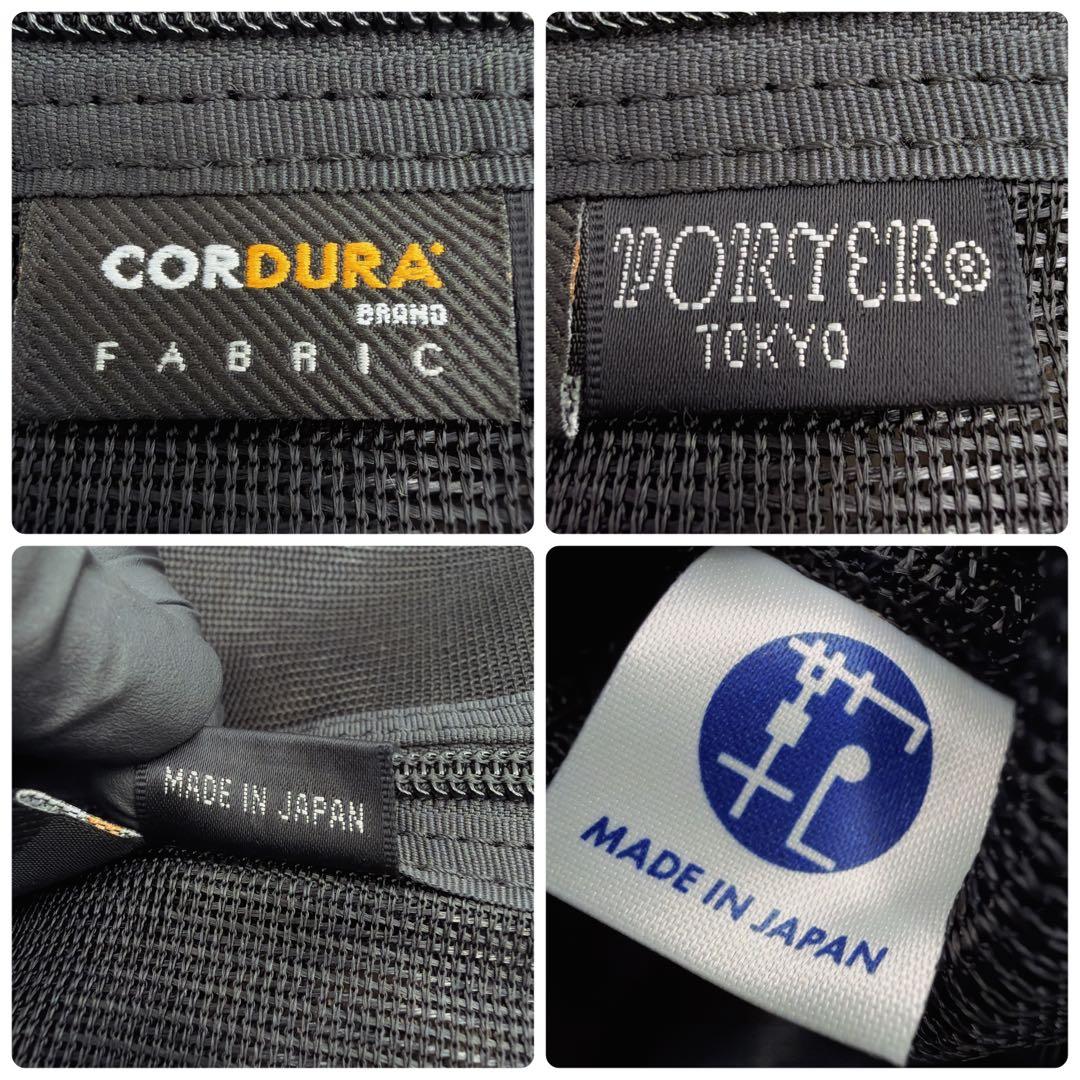 CORDURA
BRAND
FABRIC
PORTER®
TOKYO
MADE IN JAPAN
MADE IN JAPAN